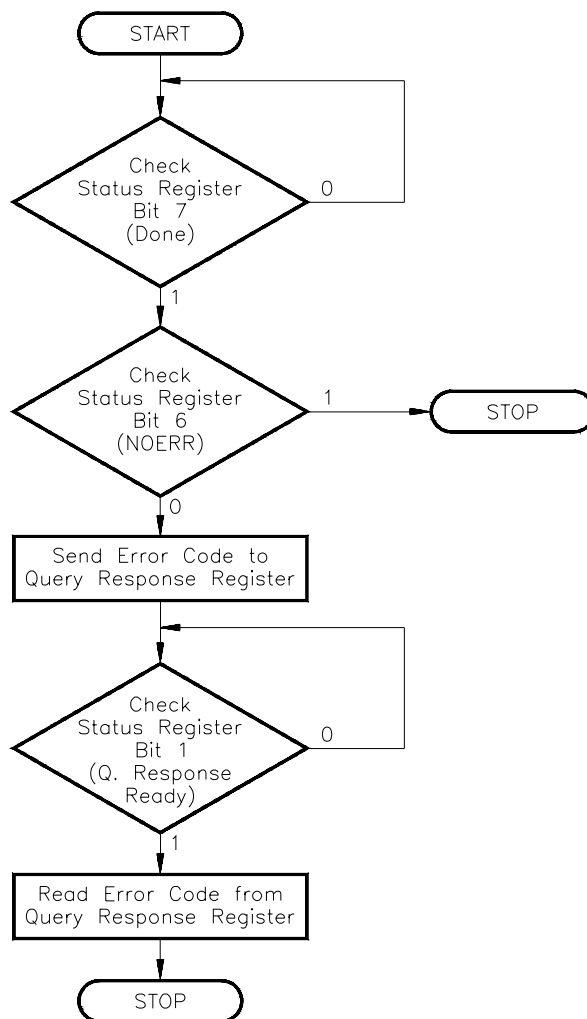 START
Check
Status Register
Bit 7
(Done)
0
1
Check
Status Register
Bit 6
(NOERR)
1
STOP
0
Send Error Code to
Query Response Register
Check
Status Register
Bit 1
(Q. Response
Ready)
0
1
Read Error Code from
Query Response Register
STOP